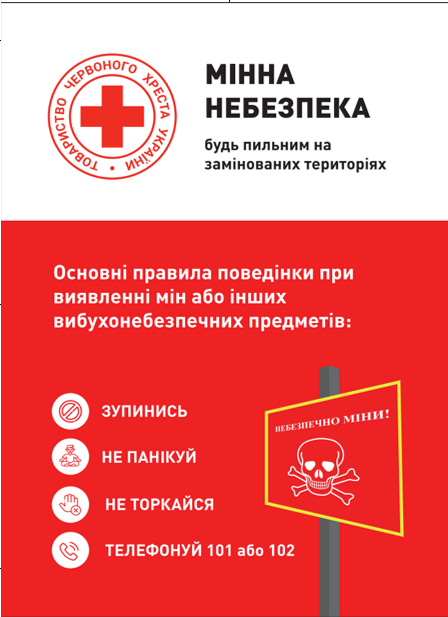 ТОВАРИСТВО ЧЕРВОНОГО ХРЕСТА УКРАЇНИ
МІННА
НЕБЕЗПЕКА
будь пильним на
замінованих територіях
Основні правила поведінки при
виявленні мін або інших
вибухонебезпечних предметів:
НЕБЕЗПЕЧНО МІНИ!
ЗУПИНИСЬ
НЕ ПАНІКУЙ
НЕ ТОРКАЙСЯ
ТЕЛЕФОНУЙ 101 або 102